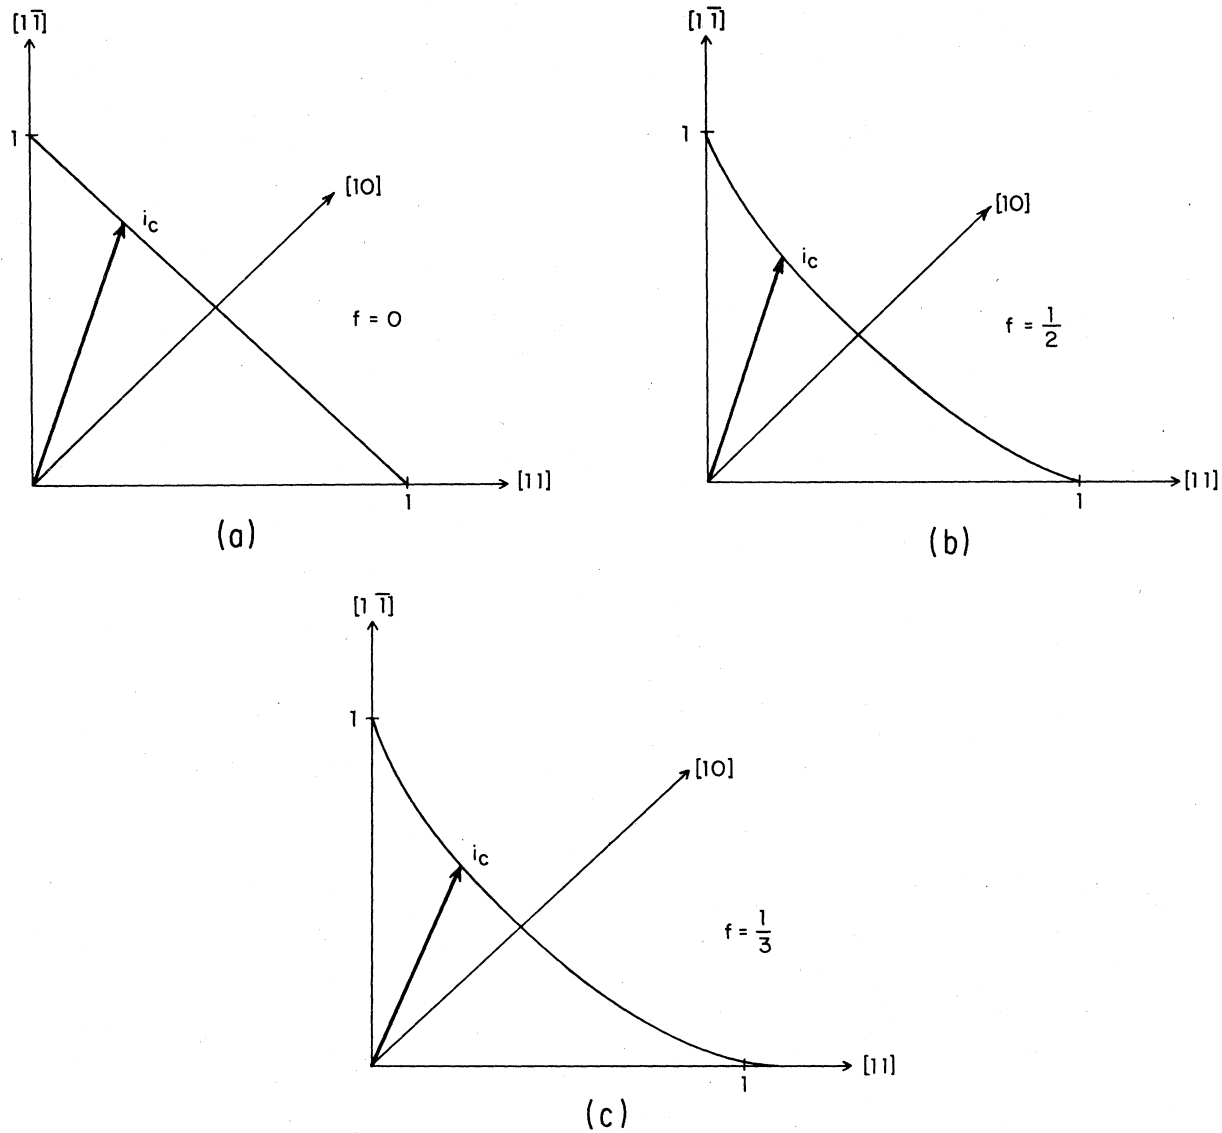 [1 1̅]
1
i_c
[10]
f = 0
[11]
1
(a)
[1 1̅]
1
i_c
[10]
f = 1/2
[11]
1
(b)
[1 1̅]
1
i_c
[10]
f = 1/3
[11]
1
(c)